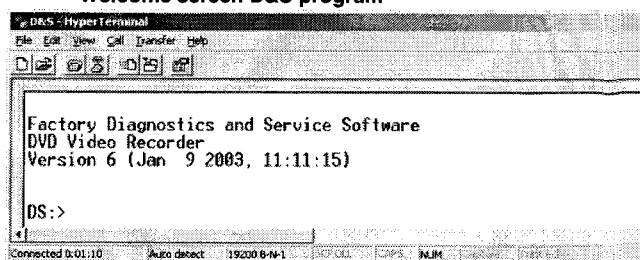 Welcome screen D&S program
D&S - HyperTerminal
File Edit View Call Transfer Help
Factory Diagnostics and Service Software
DVD Video Recorder
Version 6 (Jan  9 2003, 11:11:15)
DS:>
Connected 0:01:10 Auto detect 19200 8-N-1 SCROLL CAPS NUM